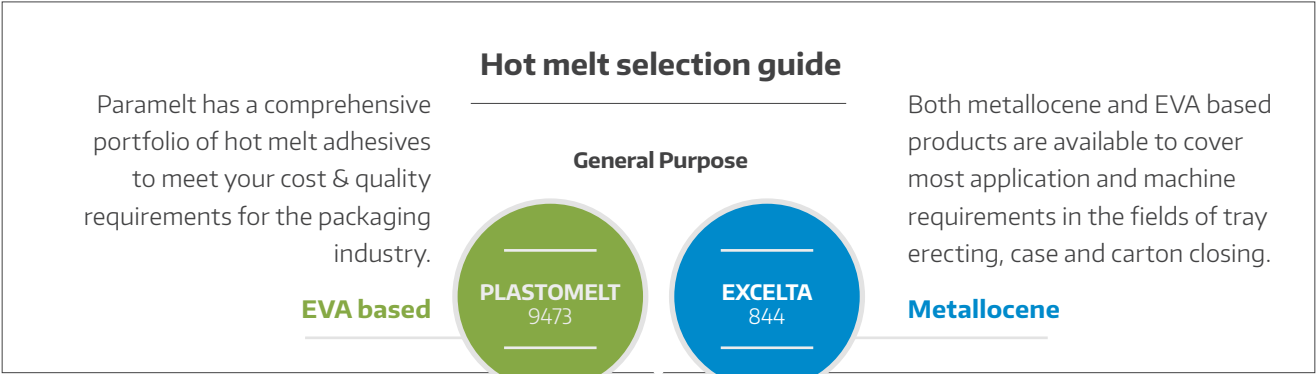 Hot melt selection guide
Paramelt has a comprehensive
portfolio of hot melt adhesives
to meet your cost & quality
requirements for the packaging
industry.
EVA based
General Purpose
PLASTOMELT
9473
EXCELTA
844
Both metallocene and EVA based
products are available to cover
most application and machine
requirements in the fields of tray
erecting, case and carton closing.
Metallocene